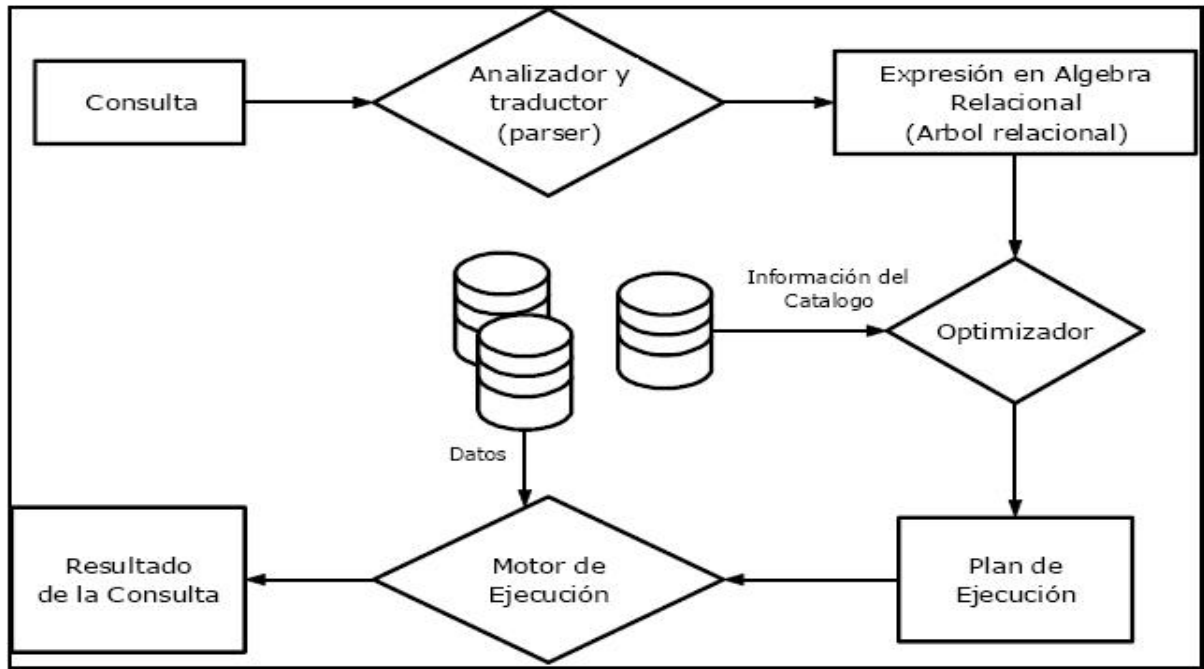 Consulta
Analizador y
traductor
(parser)
Expresión en Algebra
Relacional
(Arbol relacional)
Información del
Catalogo
Optimizador
Datos
Resultado
de la Consulta
Motor de
Ejecución
Plan de
Ejecución